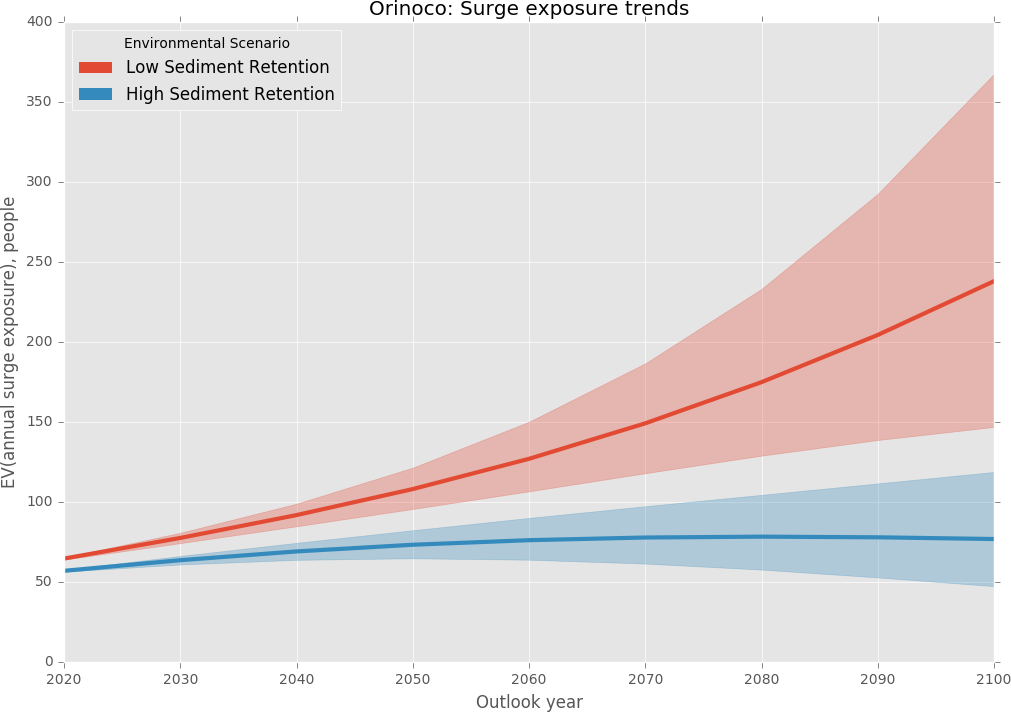 Orinoco: Surge exposure trends
Environmental Scenario
Low Sediment Retention
High Sediment Retention
EV(annual surge exposure), people
400
350
300
250
200
150
100
50
0
2020 2030 2040 2050 2060 2070 2080 2090 2100
Outlook year